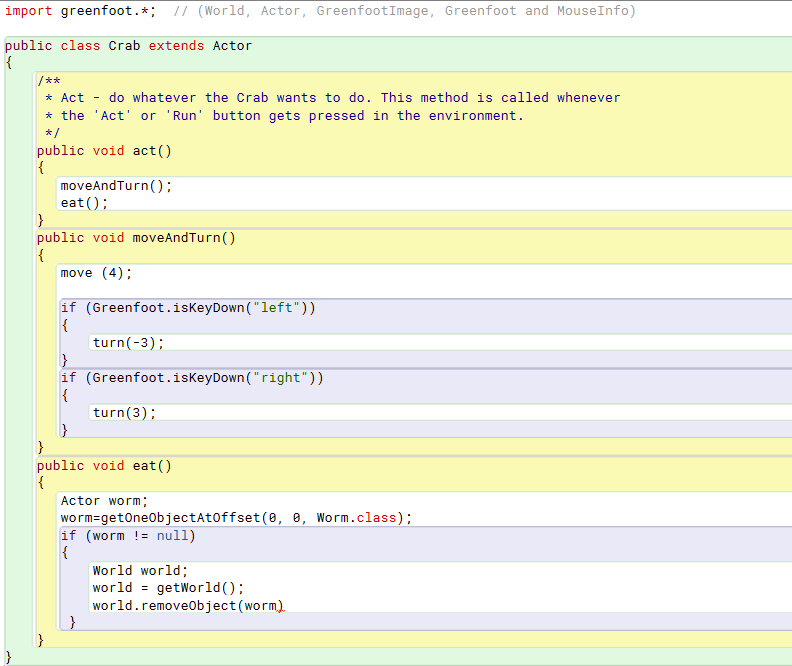 import greenfoot.*;  // (World, Actor, GreenfootImage, Greenfoot and MouseInfo)
public class Crab extends Actor
{
/**
* Act - do whatever the Crab wants to do. This method is called whenever
* the 'Act' or 'Run' button gets pressed in the environment.
*/
public void act()
{
moveAndTurn();
eat();
}
public void moveAndTurn()
{
move (4);
if (Greenfoot.isKeyDown("left"))
{
turn(-3);
}
if (Greenfoot.isKeyDown("right"))
{
turn(3);
}
}
public void eat()
{
Actor worm;
worm=getOneObjectAtOffset(0, 0, Worm.class);
if (worm != null)
{
World world;
world = getWorld();
world.removeObject(worm)
}
}
}